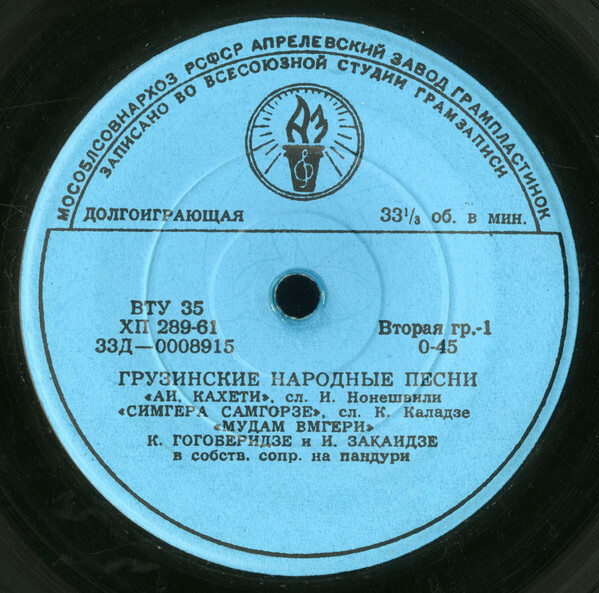 МОСОБЛСОВНАРХОЗ РСФСР АПРЕЛЕВСКИЙ ЗАВОД ГРАМПЛАСТИНОК
ЗАПИСАНО ВО ВСЕСОЮЗНОЙ СТУДИИ ГРАМЗАПИСИ
АЗ
ДОЛГОИГРАЮЩАЯ 33⅓ об. в мин.
ВТУ 35
ХП 289-61 Вторая гр.-1
33Д—0008915 0-45
ГРУЗИНСКИЕ НАРОДНЫЕ ПЕСНИ
«АИ, КАХЕТИ», сл. И. Нонешвили
«СИМГЕРА САМГОРЗЕ», сл. К. Каладзе
«МУДАМ ВМГЕРИ»
К. ГОГОБЕРИДЗЕ и И. ЗАКАИДЗЕ
в собств. сопр. на пандури